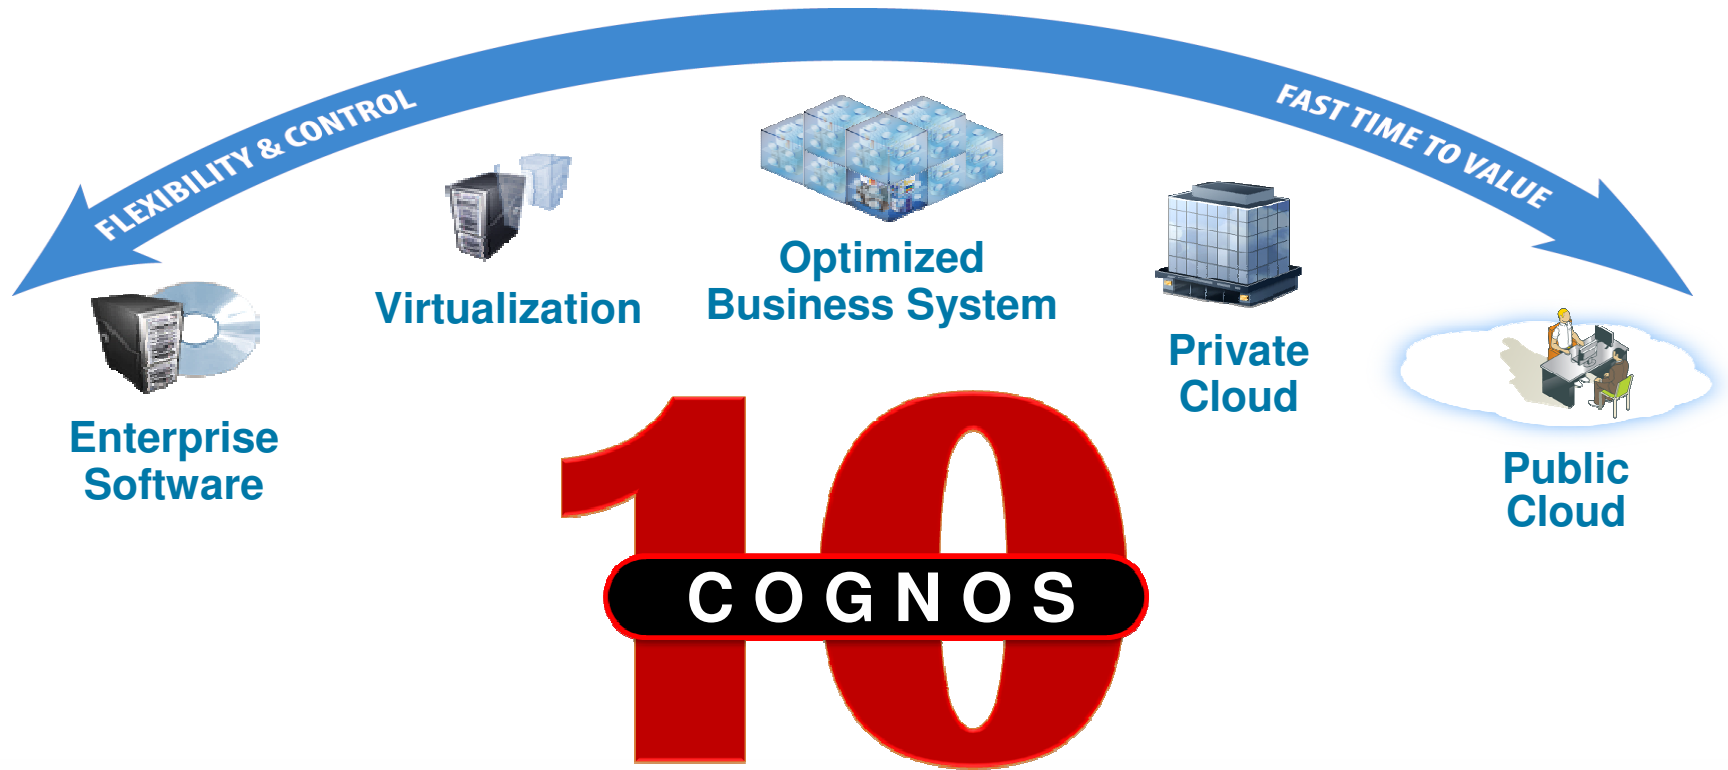 FLEXIBILITY & CONTROL
FAST TIME TO VALUE
Enterprise
Software
Virtualization
Optimized
Business System
Private
Cloud
Public
Cloud
10
COGNOS